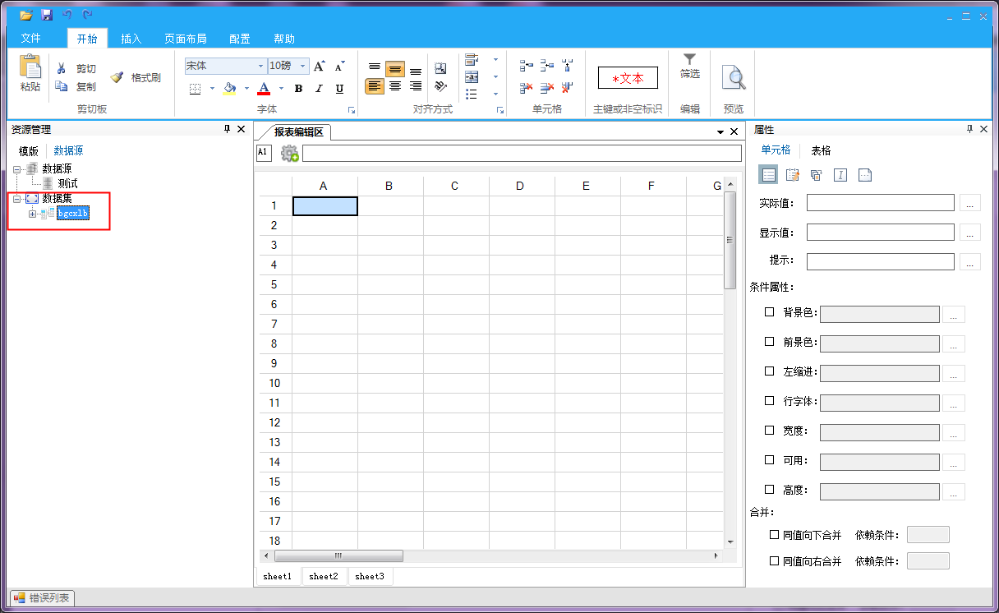 文件 开始 插入 页面布局 配置 帮助
粘贴 剪切 复制 格式刷 剪切板
宋体 10磅 A A
A B I U
字体
对齐方式
单元格
*文本
主键或非空标识
筛选
编辑
预览
资源管理
模版 数据源
数据源
测试
数据集
bgcxlb
报表编辑区
A1
A B C D E F G
1
2
3
4
5
6
7
8
9
10
11
12
13
14
15
16
17
18
sheet1 sheet2 sheet3
属性
单元格 表格
实际值: ...
显示值: ...
提示: ...
条件属性:
背景色: ...
前景色: ...
左缩进: ...
行字体: ...
宽度: ...
可用: ...
高度: ...
合并:
同值向下合并 依赖条件:
同值向右合并 依赖条件:
错误列表